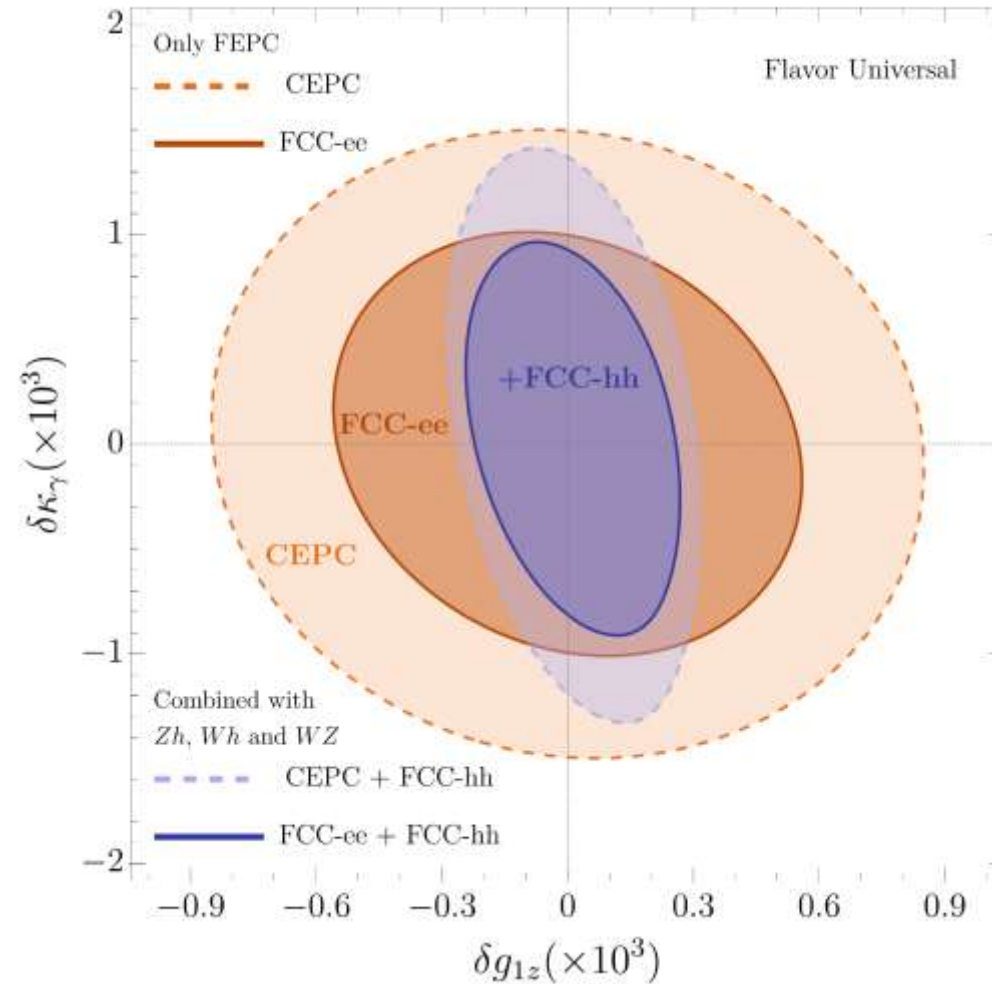 Only FEPC
CEPC
FCC-ee
Flavor Universal
+FCC-hh
FCC-ee
CEPC
Combined with
Zh, Wh and WZ
CEPC + FCC-hh
FCC-ee + FCC-hh
2
1
0
−1
−2
δκγ(×10³)
−0.9 −0.6 −0.3 0 0.3 0.6 0.9
δg1z(×10³)